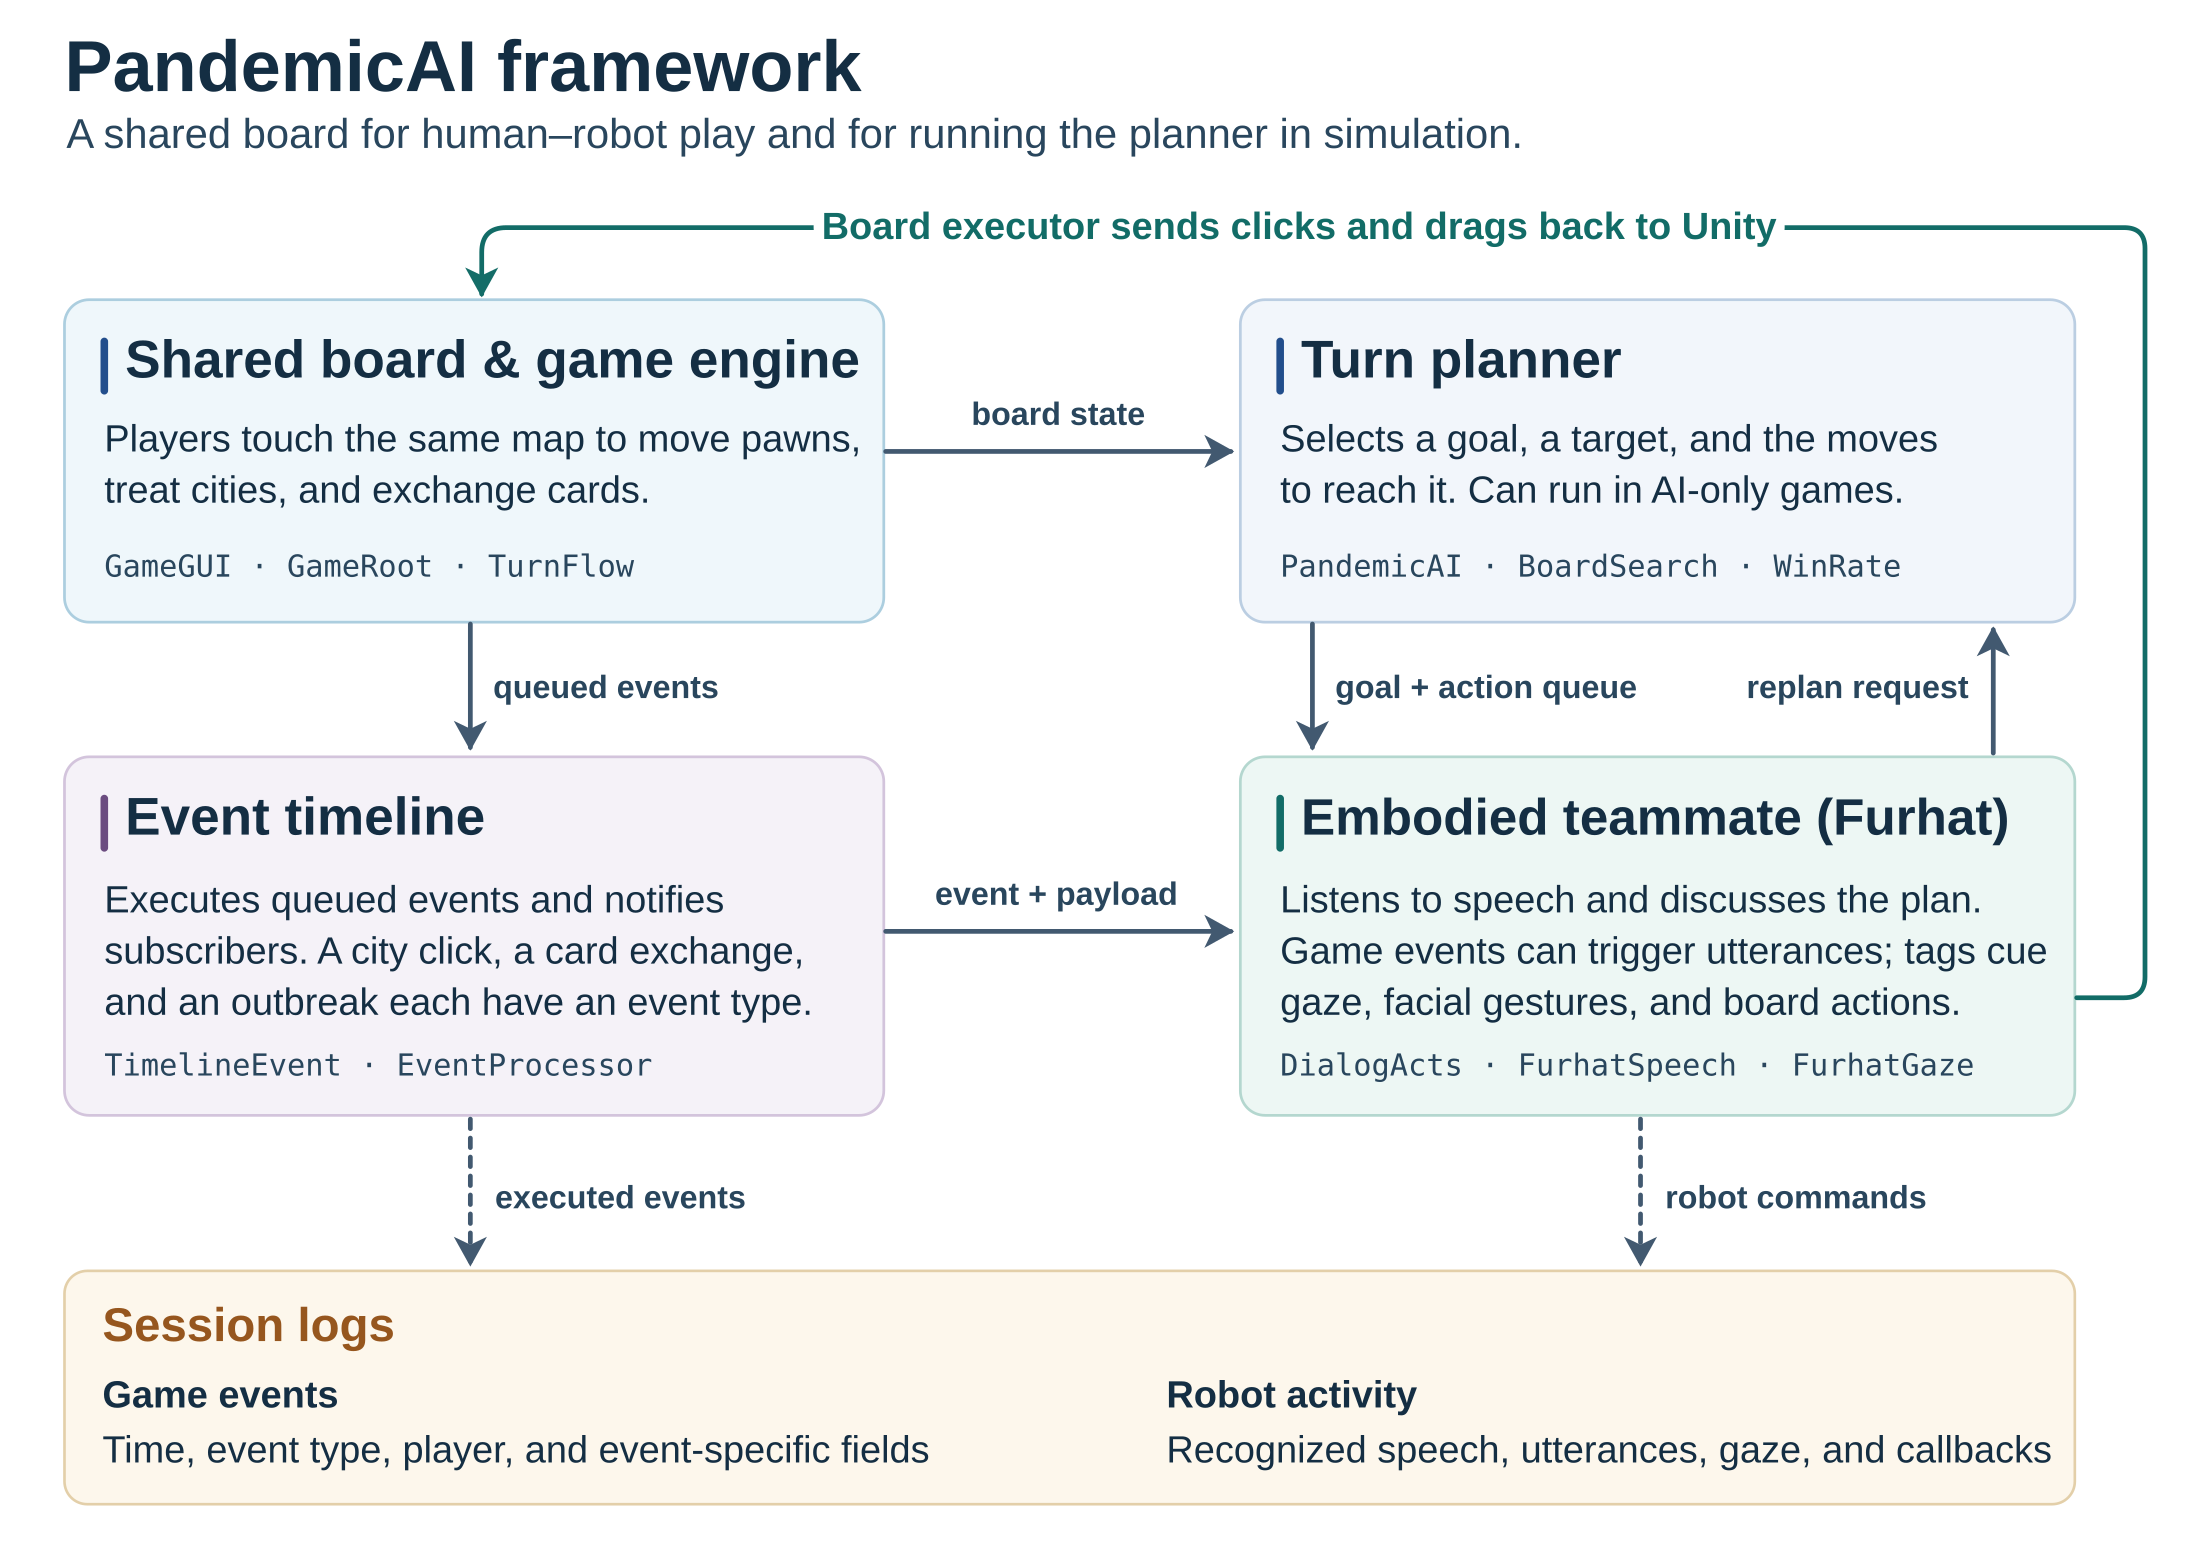 PandemicAI framework
A shared board for human–robot play and for running the planner in simulation.
Board executor sends clicks and drags back to Unity
Shared board & game engine
Players touch the same map to move pawns,
treat cities, and exchange cards.
GameGUI · GameRoot · TurnFlow
board state
Turn planner
Selects a goal, a target, and the moves
to reach it. Can run in AI-only games.
PandemicAI · BoardSearch · WinRate
queued events
goal + action queue
replan request
Event timeline
Executes queued events and notifies
subscribers. A city click, a card exchange,
and an outbreak each have an event type.
TimelineEvent · EventProcessor
event + payload
Embodied teammate (Furhat)
Listens to speech and discusses the plan.
Game events can trigger utterances; tags cue
gaze, facial gestures, and board actions.
DialogActs · FurhatSpeech · FurhatGaze
executed events
robot commands
Session logs
Game events
Time, event type, player, and event-specific fields
Robot activity
Recognized speech, utterances, gaze, and callbacks